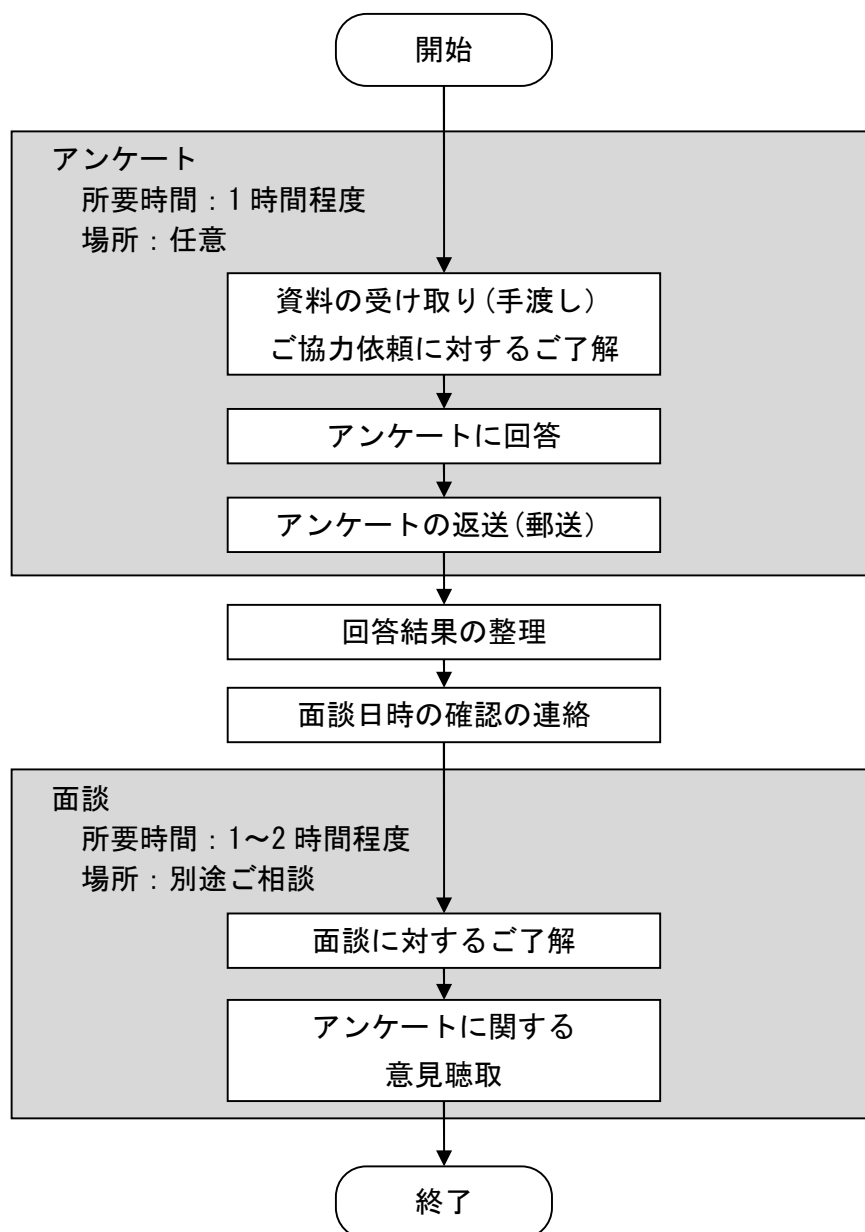 開始
アンケート
所要時間：1時間程度
場所：任意
資料の受け取り(手渡し)
ご協力依頼に対するご了解
アンケートに回答
アンケートの返送(郵送)
回答結果の整理
面談日時の確認の連絡
面談
所要時間：1～2時間程度
場所：別途ご相談
面談に対するご了解
アンケートに関する
意見聴取
終了